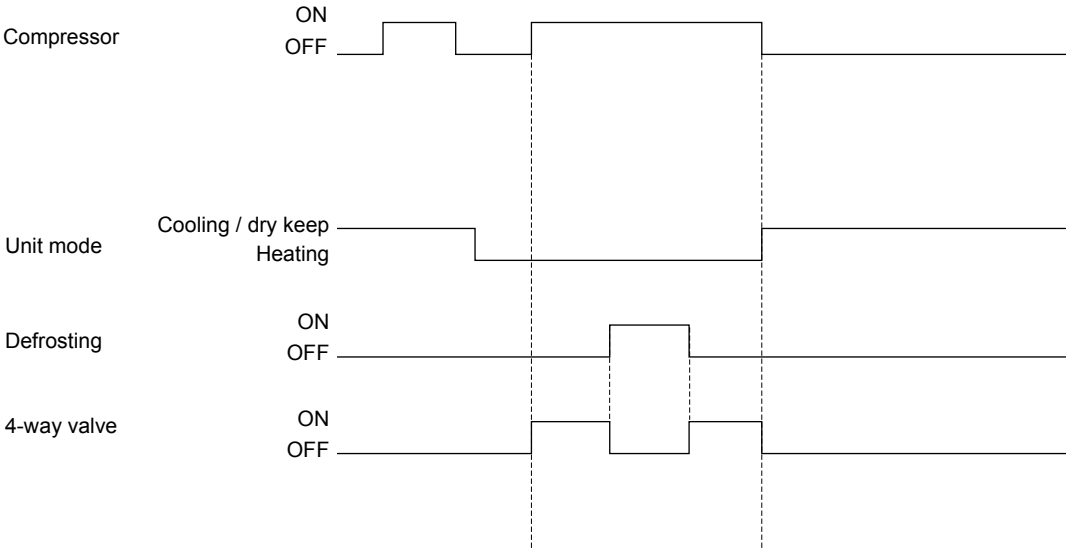 ON
Compressor
OFF
Cooling / dry keep
Unit mode
Heating
ON
Defrosting
OFF
ON
4-way valve
OFF